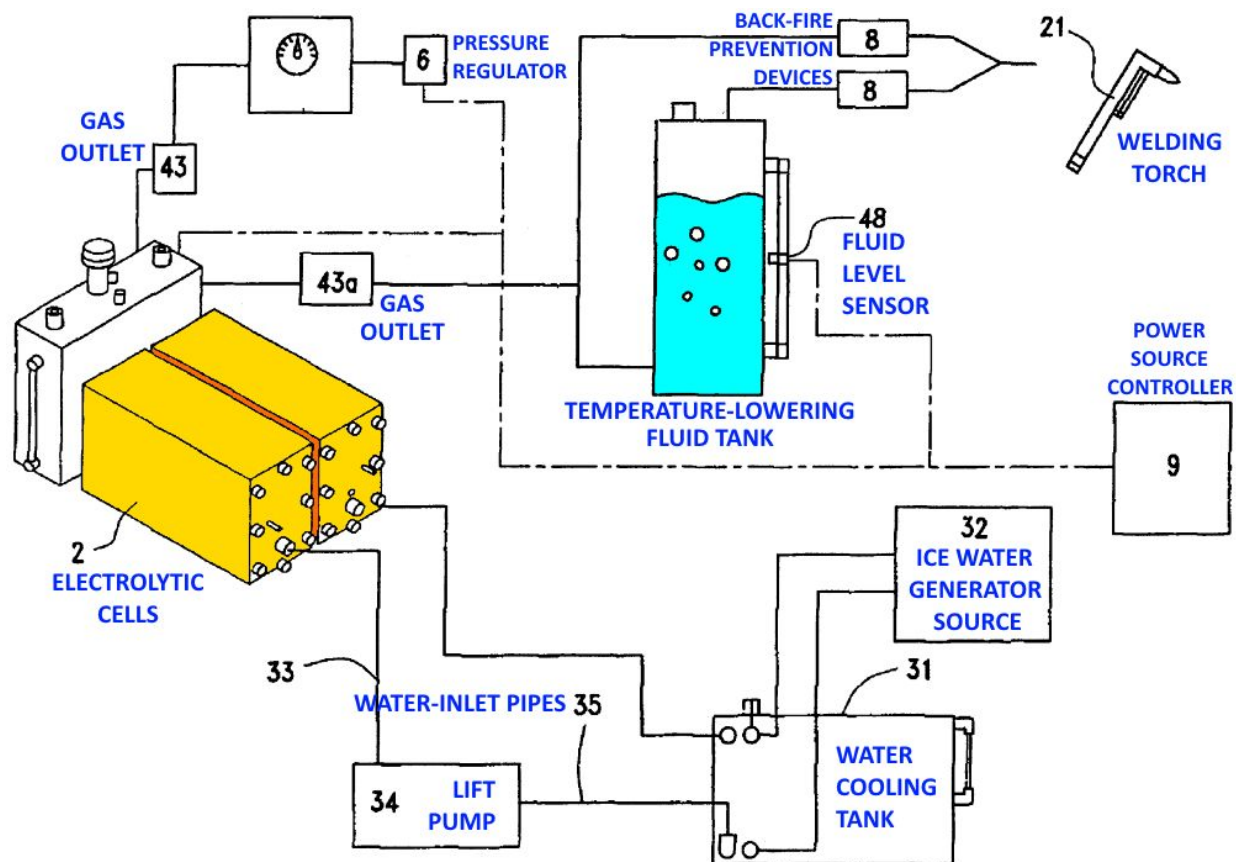 BACK-FIRE
PREVENTION
DEVICES
8
8
21
6
PRESSURE
REGULATOR
GAS
OUTLET
43
WELDING
TORCH
48
FLUID
LEVEL
SENSOR
43a
GAS
OUTLET
POWER
SOURCE
CONTROLLER
9
TEMPERATURE-LOWERING
FLUID TANK
2
ELECTROLYTIC
CELLS
32
ICE WATER
GENERATOR
SOURCE
33
WATER-INLET PIPES
35
31
WATER
COOLING
TANK
34
LIFT
PUMP